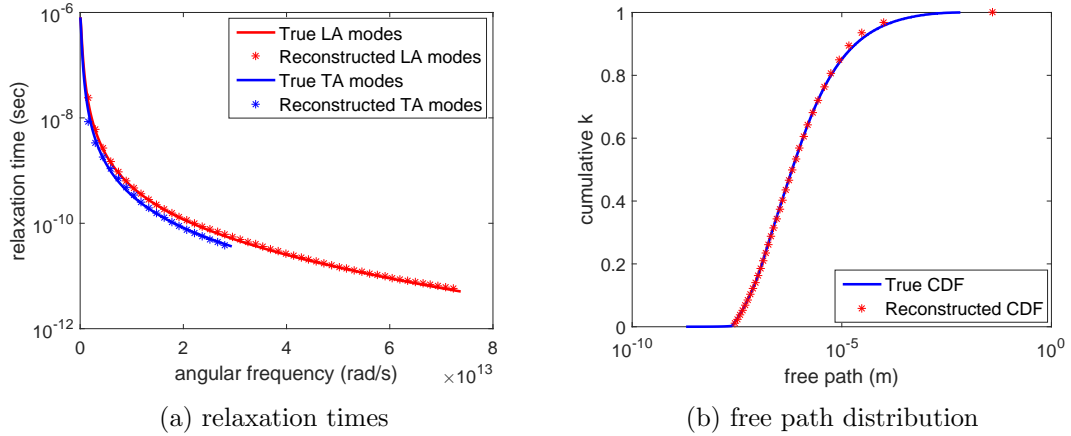 10^-6
10^-8
10^-10
10^-12
relaxation time (sec)
True LA modes
Reconstructed LA modes
True TA modes
Reconstructed TA modes
0 2 4 6 8
angular frequency (rad/s) ×10^13
(a) relaxation times
1
0.8
0.6
0.4
0.2
0
cumulative k
True CDF
Reconstructed CDF
10^-10 10^-5 10^0
free path (m)
(b) free path distribution